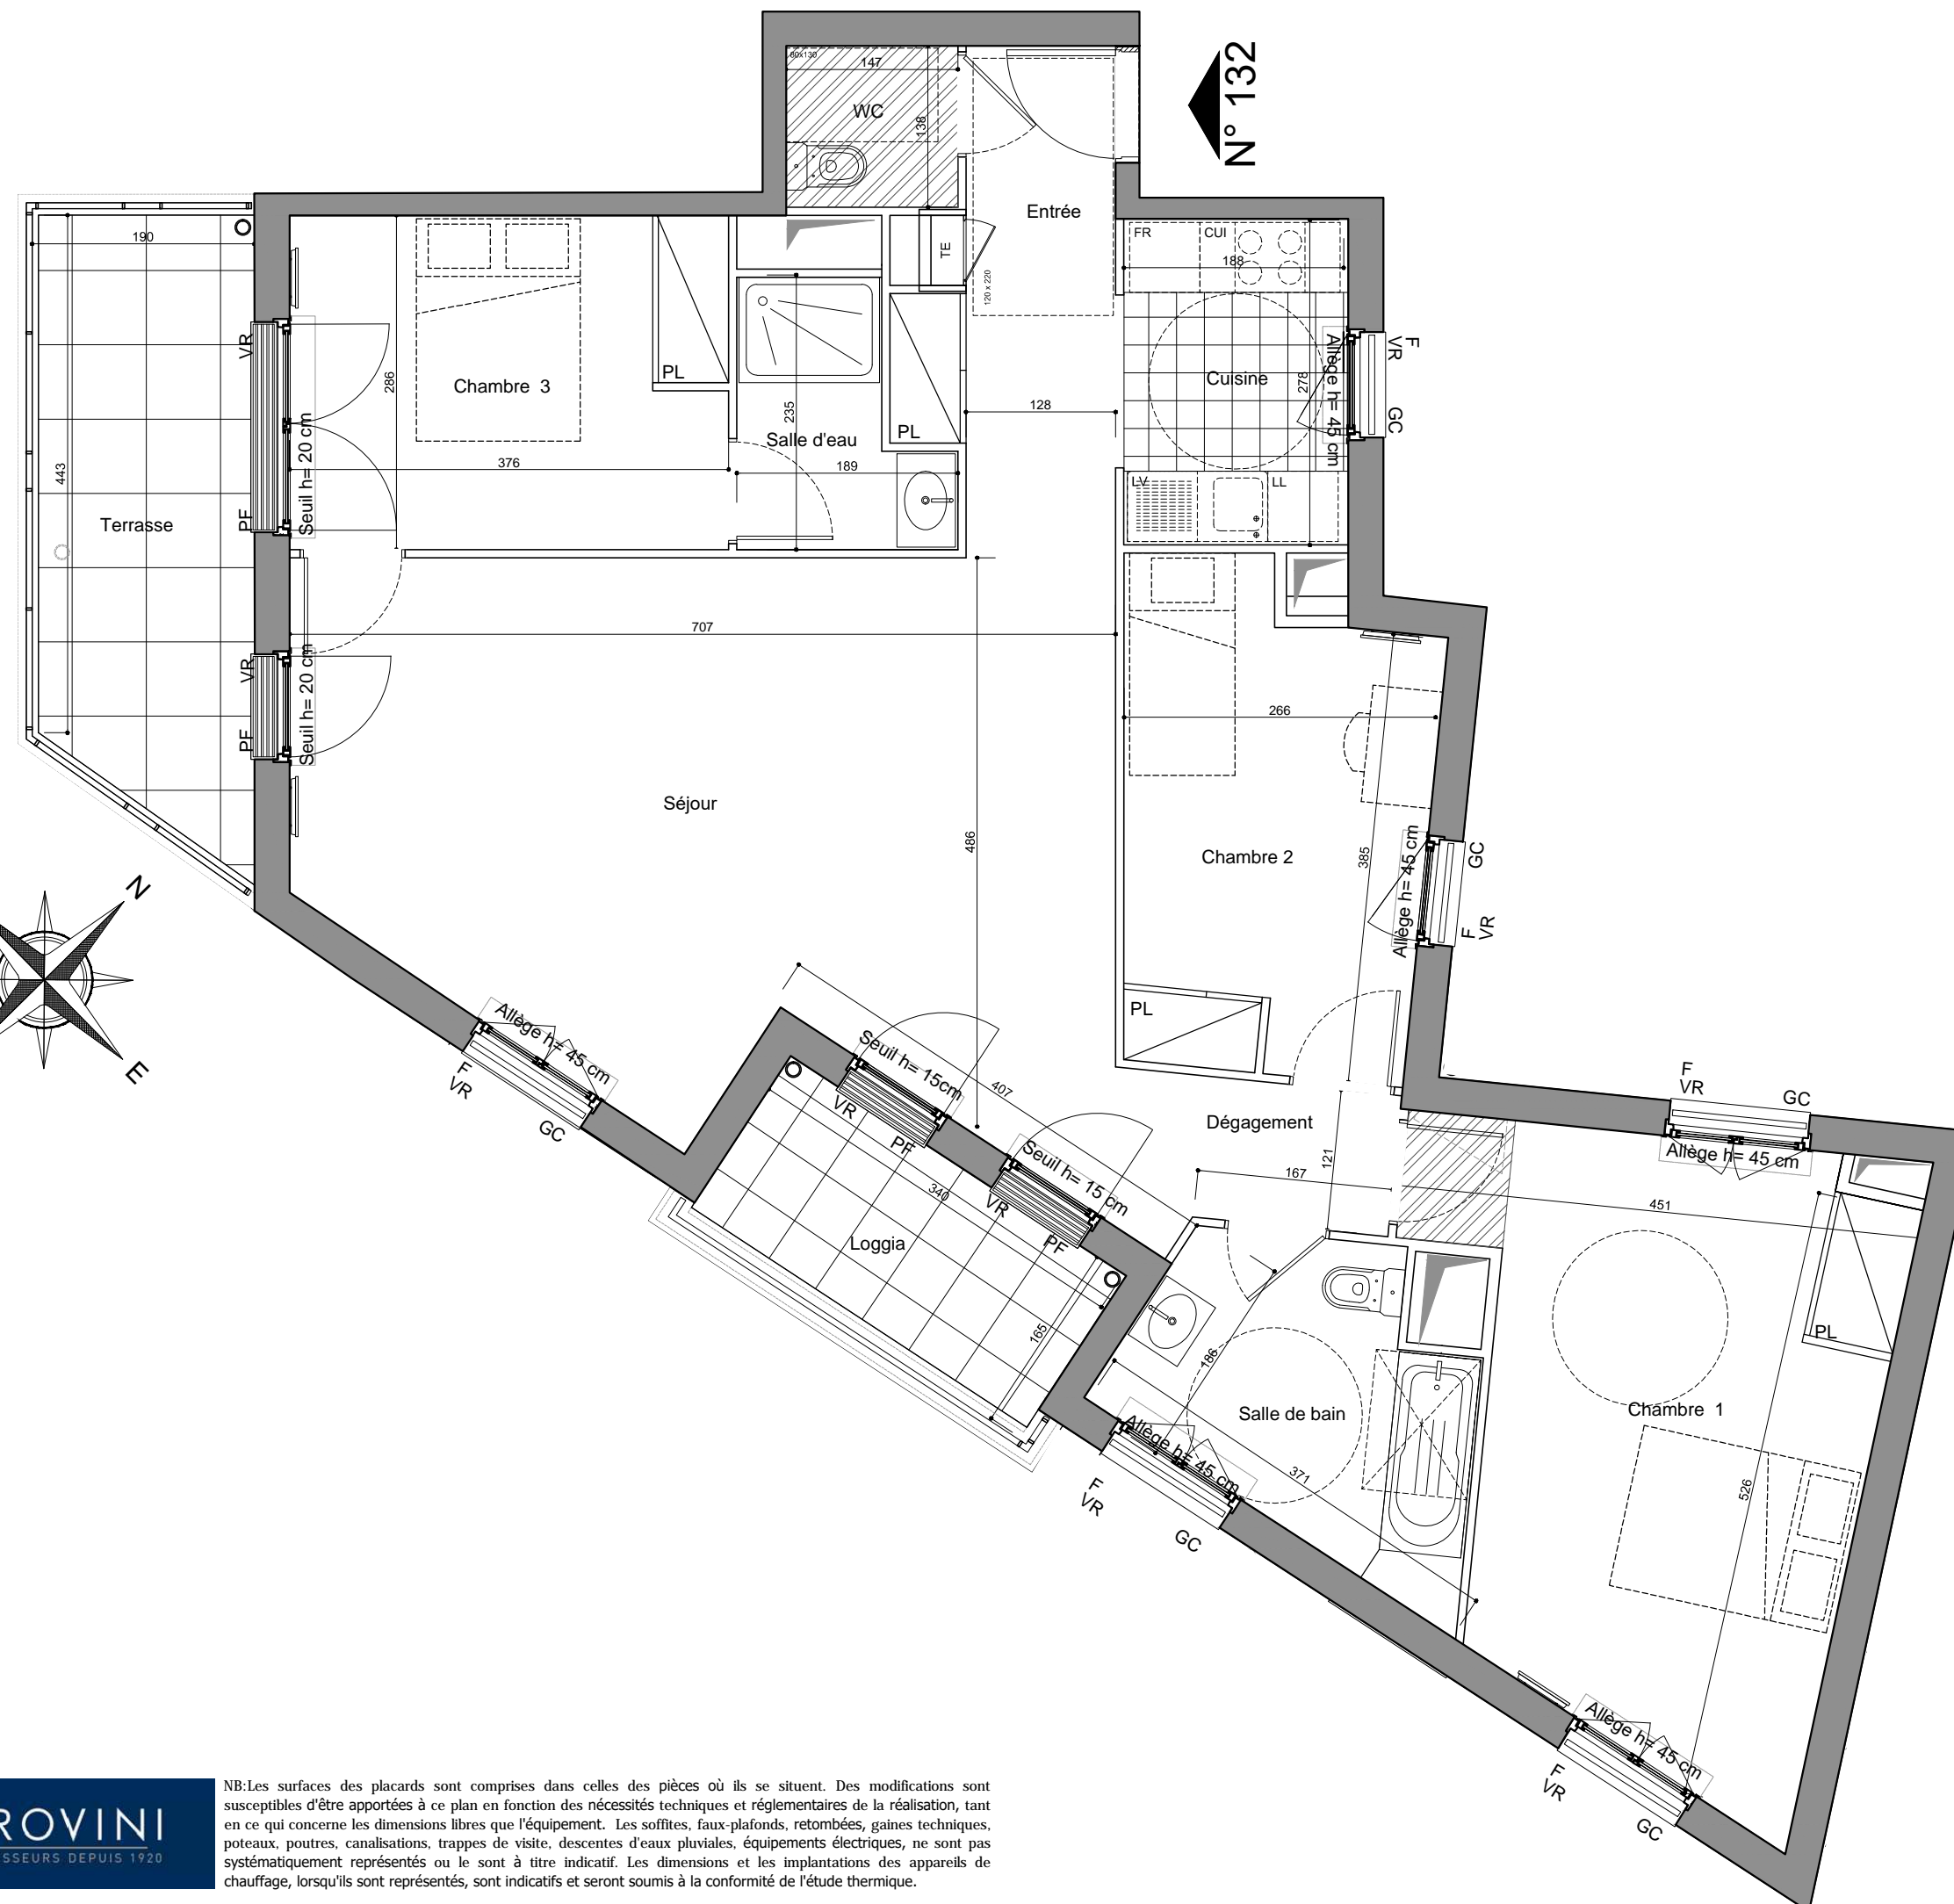 N° 132
80x130
147
WC
138
Entrée
TE
120 x 220
FR
CUI
188
190
VR
PF
Seuil h= 20 cm
443
Terrasse
286
Chambre 3
376
PL
235
Salle d'eau
189
PL
128
Cuisine
278
Allège h= 45 cm
F
VR
GC
LV
LL
707
VR
PF
Seuil h= 20 cm
Séjour
486
266
Chambre 2
385
Allège h= 45 cm
GC
F
VR
PL
N
E
Allège h= 45 cm
F
VR
GC
Seuil h= 15cm
VR
PF
407
Seuil h= 15 cm
VR
PF
340
Loggia
165
Dégagement
121
167
451
F
VR
GC
Allège h= 45 cm
PL
186
Salle de bain
371
Allège h= 45 cm
F
VR
GC
Chambre 1
526
Allège h= 45 cm
F
VR
GC
ROVINI
SSEURS DEPUIS 1920
NB:Les surfaces des placards sont comprises dans celles des pièces où ils se situent. Des modifications sont
susceptibles d'être apportées à ce plan en fonction des nécessités techniques et réglementaires de la réalisation, tant
en ce qui concerne les dimensions libres que l'équipement. Les soffites, faux-plafonds, retombées, gaines techniques,
poteaux, poutres, canalisations, trappes de visite, descentes d'eaux pluviales, équipements électriques, ne sont pas
systématiquement représentés ou le sont à titre indicatif. Les dimensions et les implantations des appareils de
chauffage, lorsqu'ils sont représentés, sont indicatifs et seront soumis à la conformité de l'étude thermique.